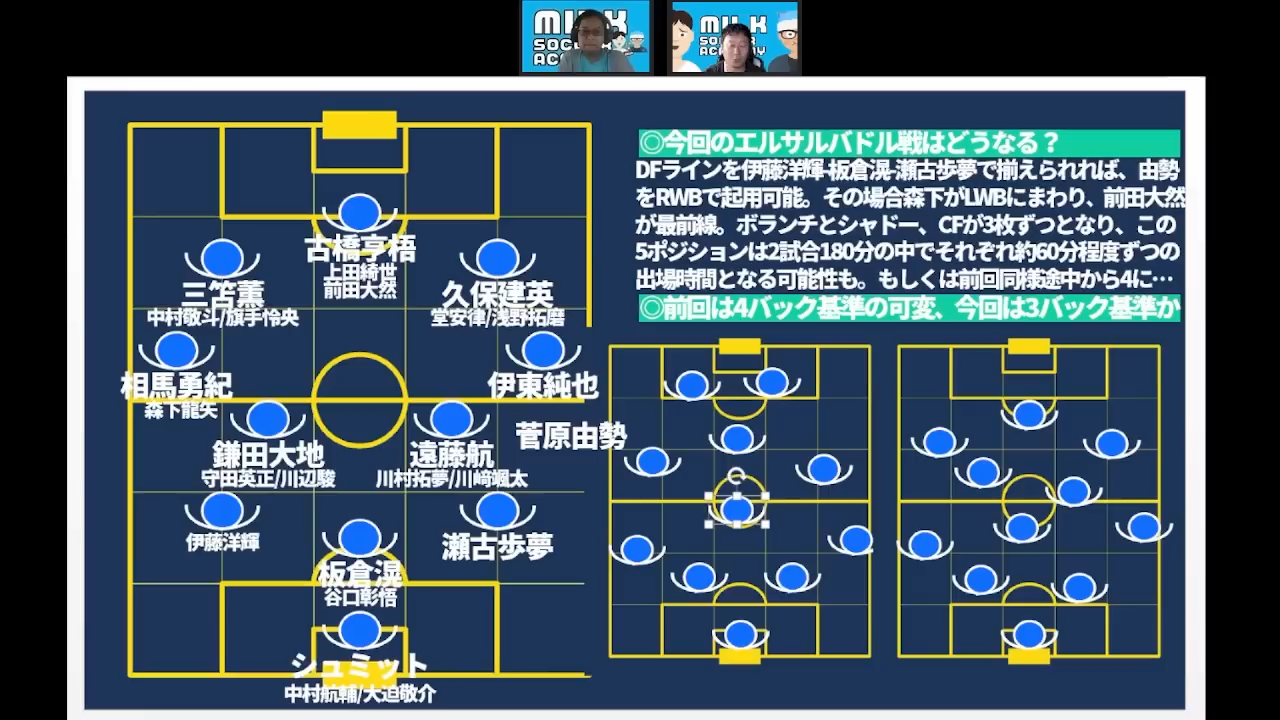 MILK
SOC
AC
MILK
SO
AC
◎今回のエルサルバドル戦はどうなる？
DFラインを伊藤洋輝-板倉滉-瀬古歩夢で揃えられれば、由勢
をRWBで起用可能。その場合森下がLWBにまわり、前田大然
が最前線。ボランチとシャドー、CFが3枚ずつとなり、この
5ポジションは2試合180分の中でそれぞれ約60分程度ずつの
出場時間となる可能性も。もしくは前回同様途中から4に…
◎前回は4バック基準の可変、今回は3バック基準か
古橋亨梧
上田綺世
前田大然
三笘薫
中村敬斗/旗手怜央
久保建英
堂安律/浅野拓磨
相馬勇紀
森下龍矢
伊東純也
菅原由勢
鎌田大地
守田英正/川辺駿
遠藤航
川村拓夢/川﨑颯太
伊藤洋輝
板倉滉
谷口彰悟
瀬古歩夢
シュミット
中村航輔/大迫敬介